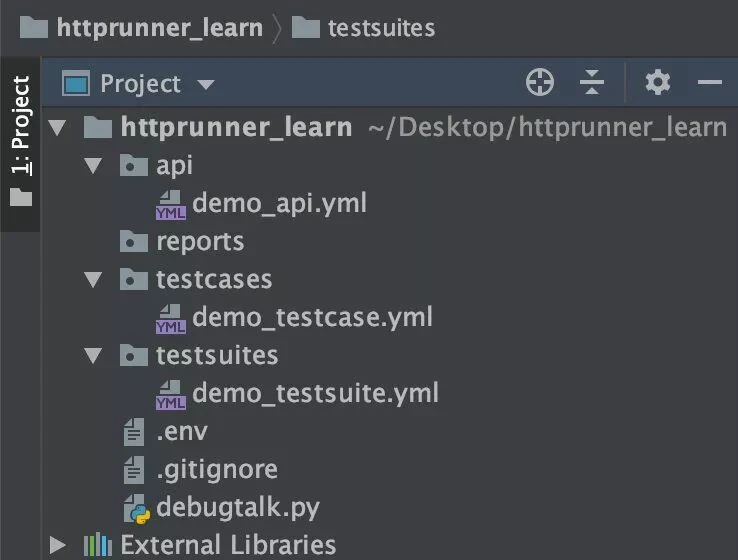 httprunner_learn testsuites
1: Project
Project
httprunner_learn ~/Desktop/httprunner_learn
api
YML demo_api.yml
reports
testcases
YML demo_testcase.yml
testsuites
YML demo_testsuite.yml
.env
.gitignore
debugtalk.py
External Libraries